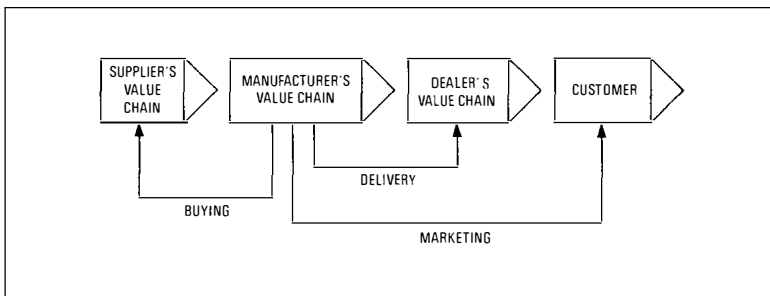 SUPPLIER'S
VALUE
CHAIN
MANUFACTURER'S
VALUE CHAIN
DEALER'S
VALUE CHAIN
CUSTOMER
DELIVERY
BUYING
MARKETING